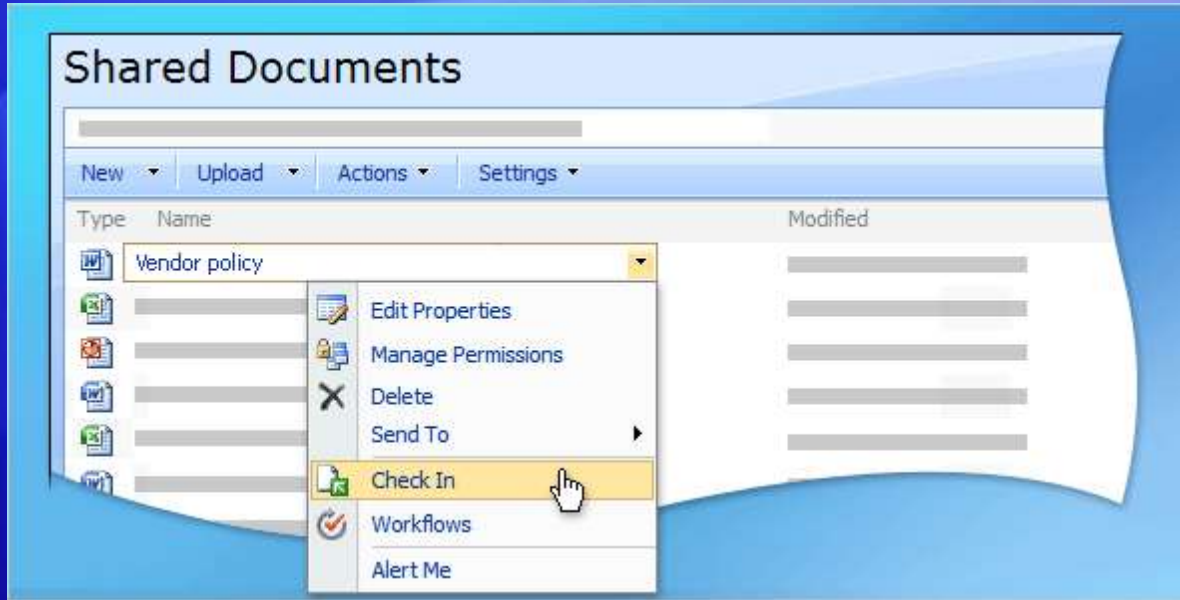 Shared Documents
New Upload Actions Settings
Type Name Modified
Vendor policy
Edit Properties
Manage Permissions
Delete
Send To
Check In
Workflows
Alert Me